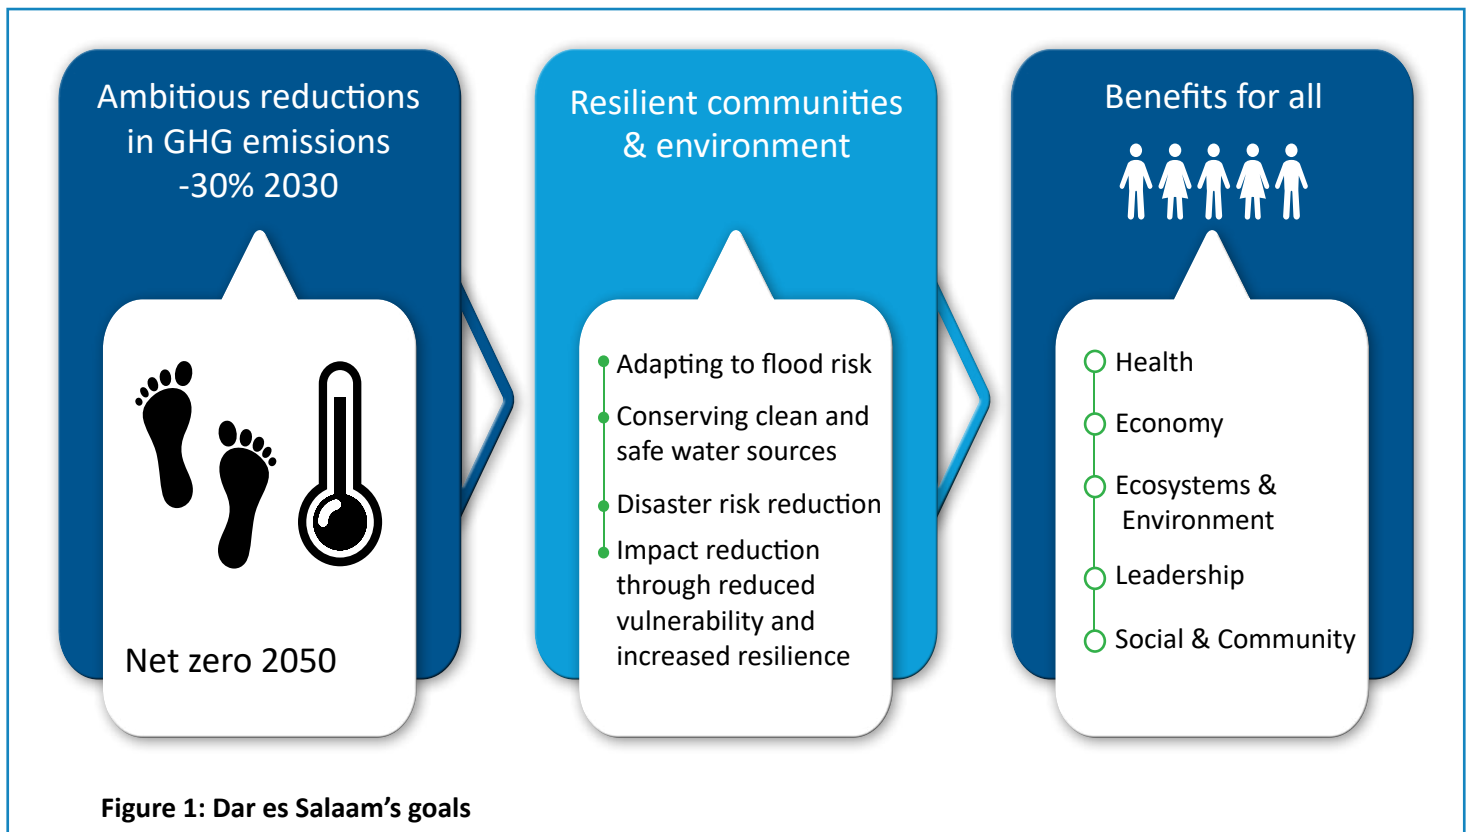 Ambitious reductions
in GHG emissions
-30% 2030
Net zero 2050
Resilient communities
& environment
Adapting to flood risk
Conserving clean and
safe water sources
Disaster risk reduction
Impact reduction
through reduced
vulnerability and
increased resilience
Benefits for all
Health
Economy
Ecosystems &
Environment
Leadership
Social & Community
Figure 1: Dar es Salaam’s goals